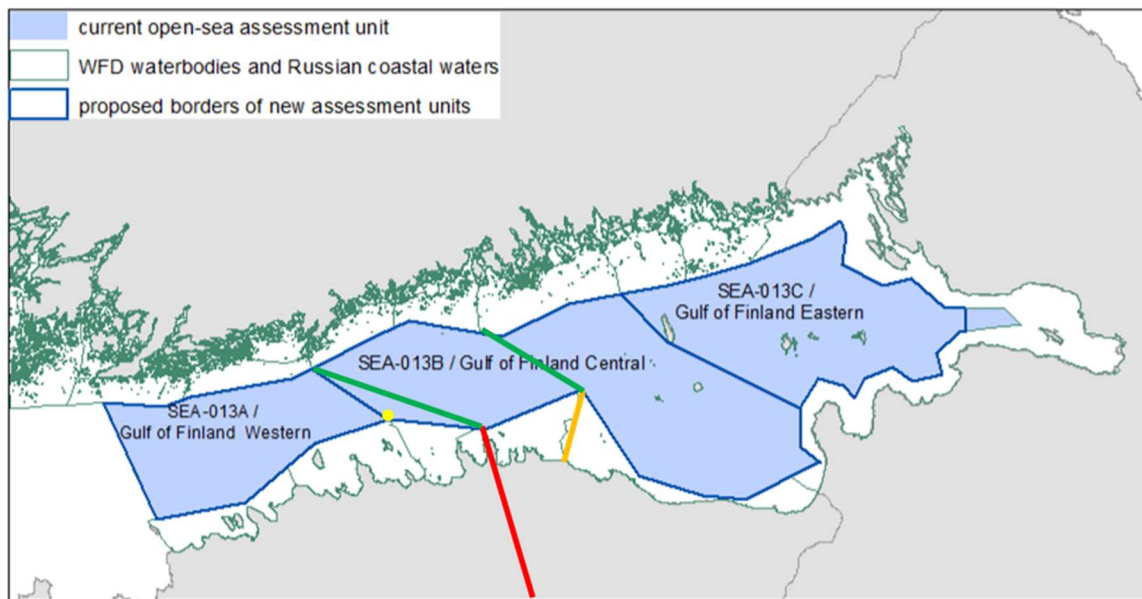 current open-sea assessment unit
WFD waterbodies and Russian coastal waters
proposed borders of new assessment units
SEA-013C /
Gulf of Finland Eastern
SEA-013B / Gulf of Finland Central
SEA-013A /
Gulf of Finland Western